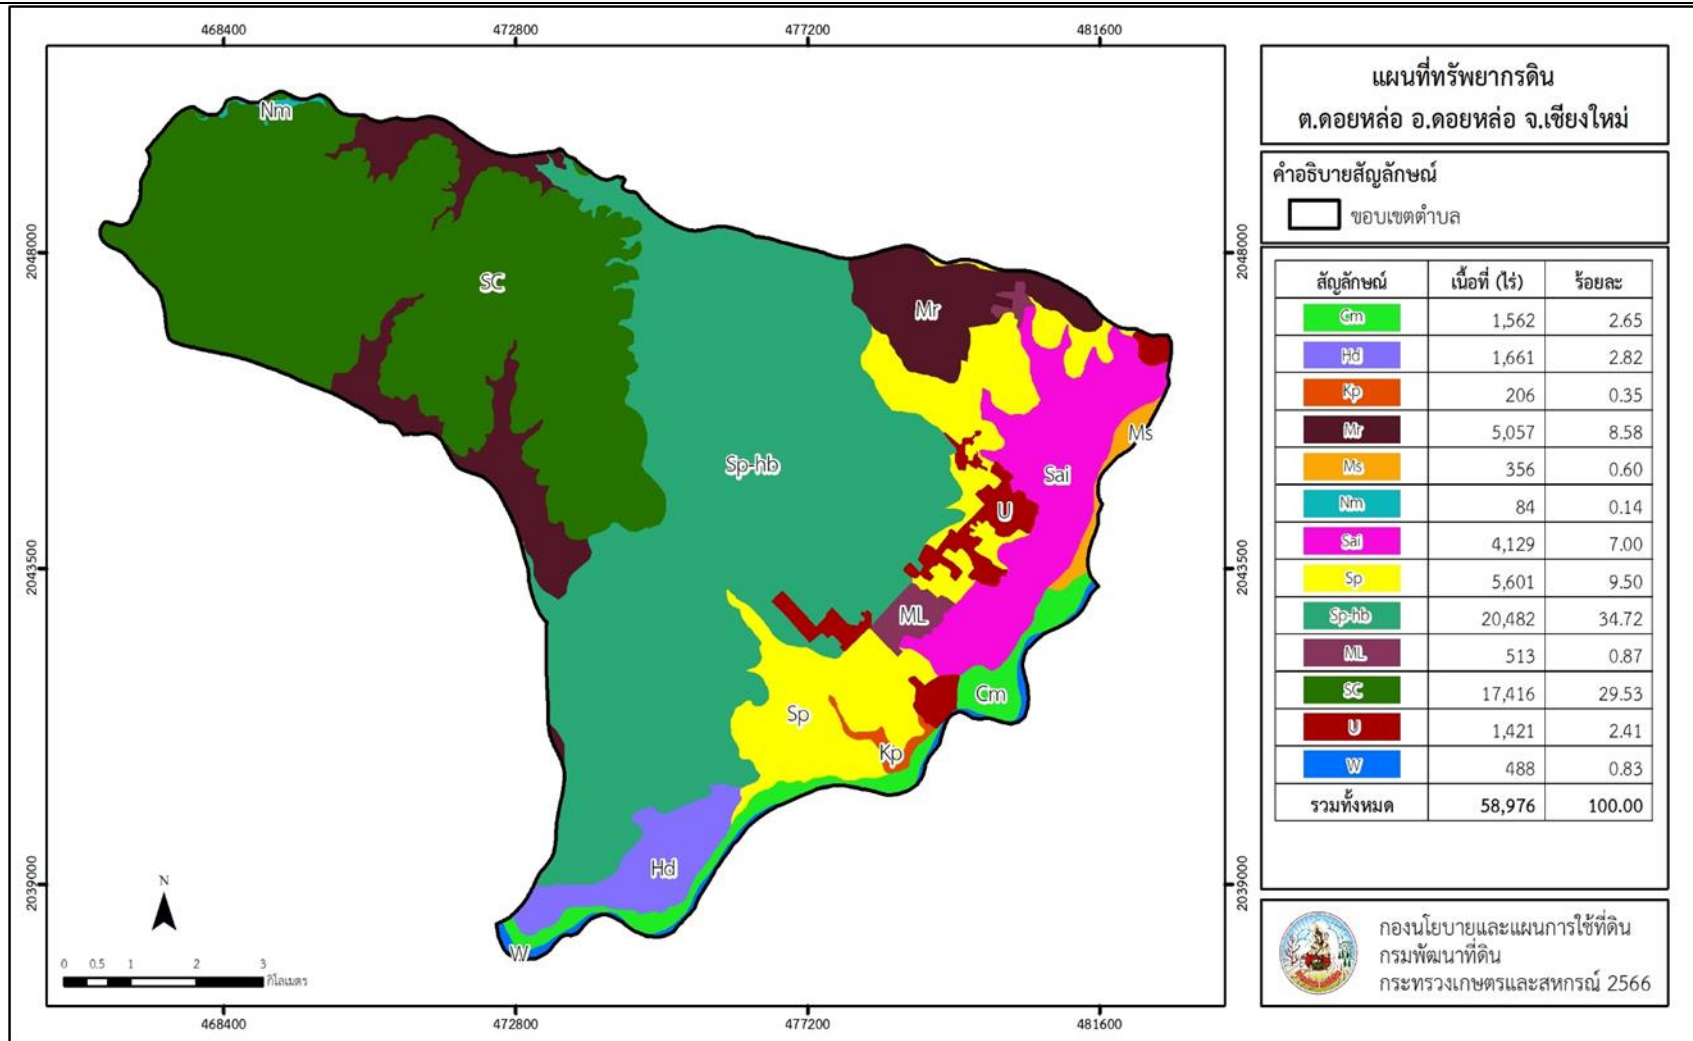 468400 472800 477200 481600
2048000 2048000
2043500 2043500
2039000 2039000
Nm
SC
Mr
Ms
Sp-hb
Sai
U
ML
Cm
Sp
Kp
Hd
W
N
0 0.5 1 2 3
กิโลเมตร
468400 472800 477200 481600
แผนที่ทรัพยากรดิน
ต.ดอยหล่อ อ.ดอยหล่อ จ.เชียงใหม่
คำอธิบายสัญลักษณ์
ขอบเขตตำบล
สัญลักษณ์ เนื้อที่ (ไร่) ร้อยละ
Cm 1,562 2.65
Hd 1,661 2.82
Kp 206 0.35
Mr 5,057 8.58
Ms 356 0.60
Nm 84 0.14
Sai 4,129 7.00
Sp 5,601 9.50
Sp-hb 20,482 34.72
ML 513 0.87
SC 17,416 29.53
U 1,421 2.41
W 488 0.83
รวมทั้งหมด 58,976 100.00
กองนโยบายและแผนการใช้ที่ดิน
กรมพัฒนาที่ดิน
กระทรวงเกษตรและสหกรณ์ 2566